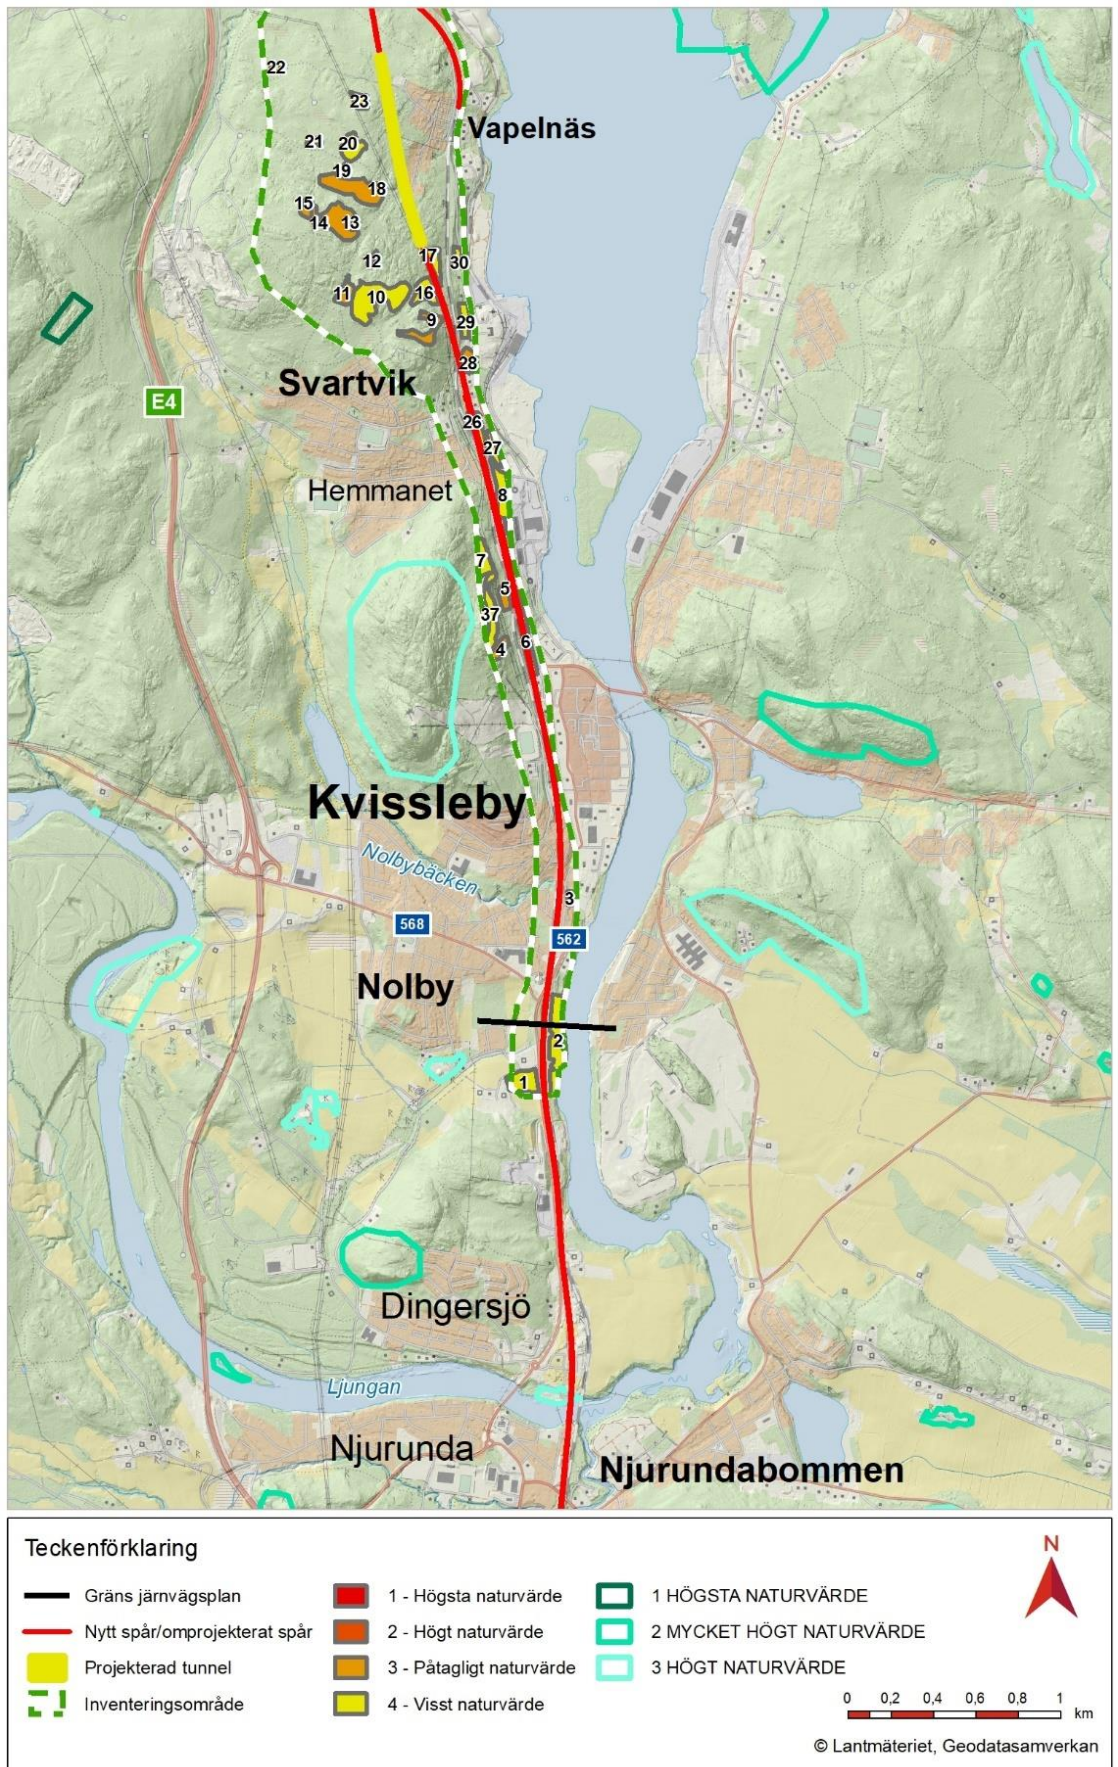 22
23
Vapelnäs
21
20
19
18
15
14
13
12
17
30
11
10
16
9
29
28
Svartvik
E4
26
27
Hemmanet
8
7
5
37
6
4
Kvissleby
Nolbybäcken
3
568
562
Nolby
2
1
Dingersjö
Ljungan
Njurunda
Njurundabommen
Teckenförklaring
Gräns järnvägsplan
Nytt spår/omprojekterat spår
Projekterad tunnel
Inventeringsområde
1 - Högsta naturvärde
2 - Högt naturvärde
3 - Påtagligt naturvärde
4 - Visst naturvärde
1 HÖGSTA NATURVÄRDE
2 MYCKET HÖGT NATURVÄRDE
3 HÖGT NATURVÄRDE
N
0 0,2 0,4 0,6 0,8 1
km
© Lantmäteriet, Geodatasamverkan